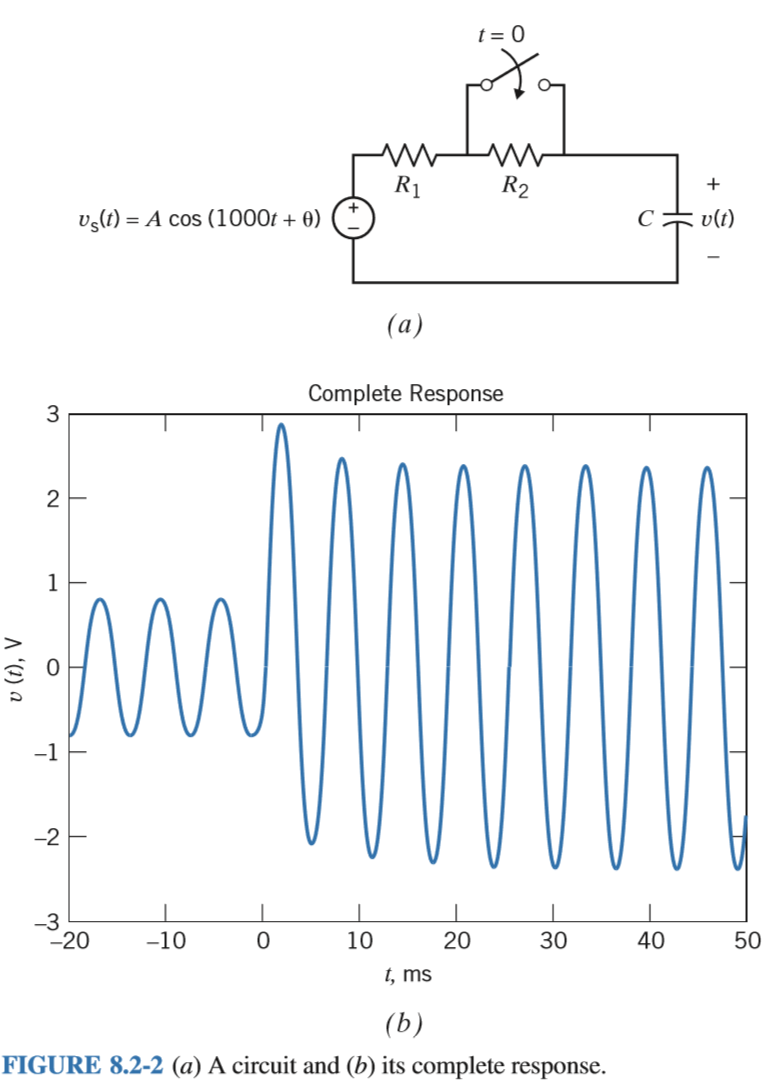 t = 0
R1
R2
+
vs(t) = A cos (1000t + θ)
+
−
C
v(t)
−
(a)
Complete Response
3
2
1
0
−1
−2
−3
v (t), V
−20 −10 0 10 20 30 40 50
t, ms
(b)
FIGURE 8.2-2 (a) A circuit and (b) its complete response.